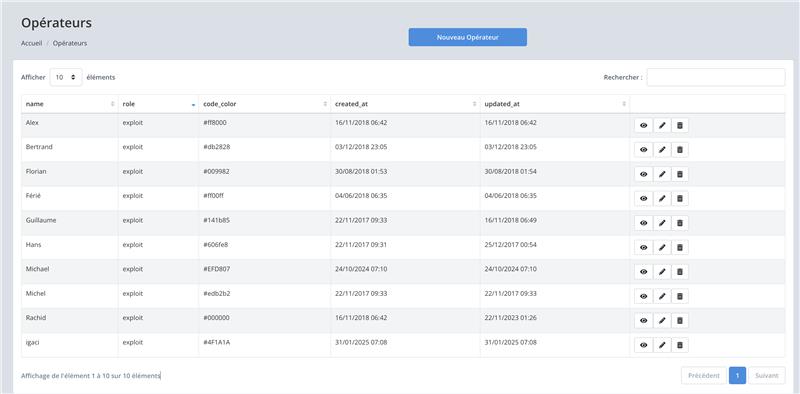 Opérateurs
Nouveau Opérateur
Accueil / Opérateurs
Afficher 10 éléments Rechercher :
name role code_color created_at updated_at
Alex exploit #ff8000 16/11/2018 06:42 16/11/2018 06:42
Bertrand exploit #db2828 03/12/2018 23:05 03/12/2018 23:05
Florian exploit #009982 30/08/2018 01:53 30/08/2018 01:54
Férié exploit #ff00ff 04/06/2018 06:35 04/06/2018 06:35
Guillaume exploit #141b85 22/11/2017 09:33 16/11/2018 06:49
Hans exploit #606fe8 22/11/2017 09:31 25/12/2017 00:54
Michael exploit #EFD807 24/10/2024 07:10 24/10/2024 07:10
Michel exploit #edb2b2 22/11/2017 09:33 22/11/2017 09:33
Rachid exploit #000000 16/11/2018 06:42 22/11/2023 01:26
igaci exploit #4F1A1A 31/01/2025 07:08 31/01/2025 07:08
Affichage de l'élément 1 à 10 sur 10 éléments Précédent 1 Suivant